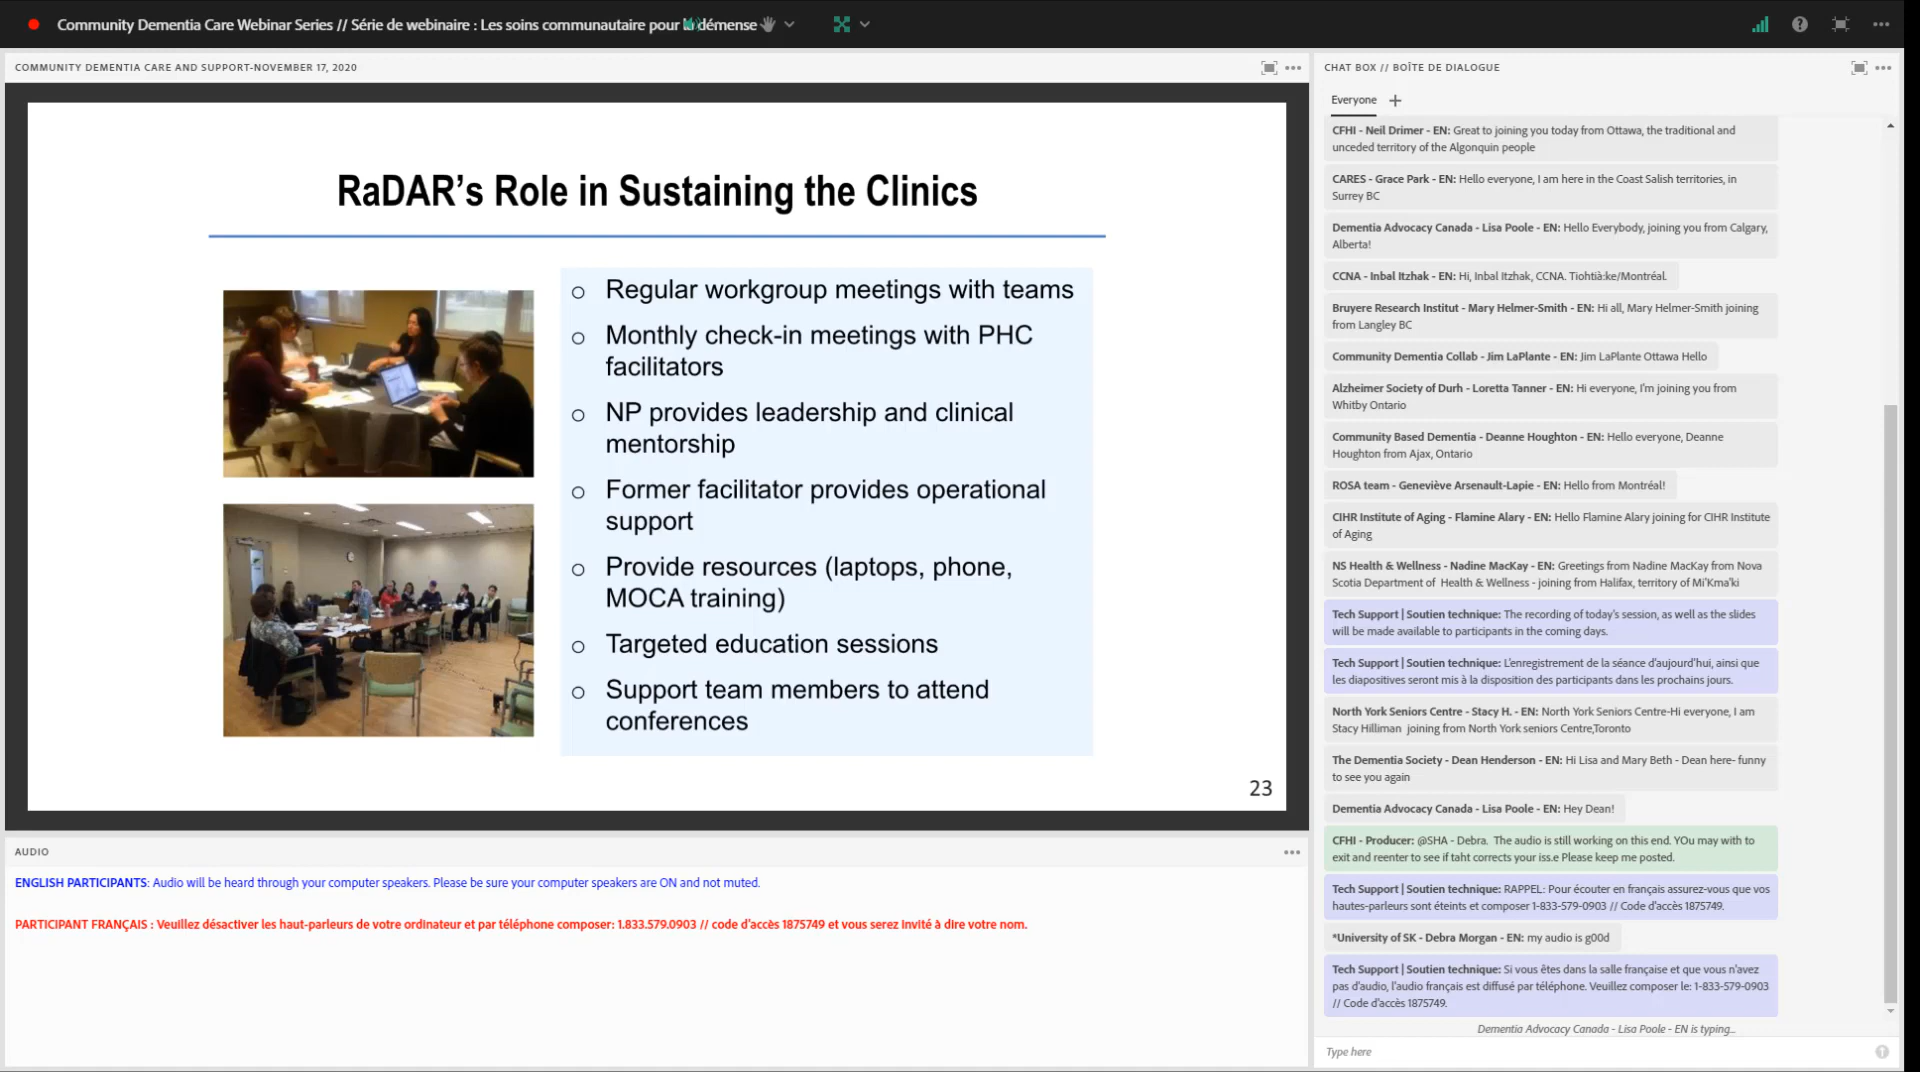 Community Dementia Care Webinar Series // Série de webinaire : Les soins communautaire pour la démense
COMMUNITY DEMENTIA CARE AND SUPPORT-NOVEMBER 17, 2020
RaDAR's Role in Sustaining the Clinics
o Regular workgroup meetings with teams
o Monthly check-in meetings with PHC
facilitators
o NP provides leadership and clinical
mentorship
o Former facilitator provides operational
support
o Provide resources (laptops, phone,
MOCA training)
o Targeted education sessions
o Support team members to attend
conferences
23
AUDIO
ENGLISH PARTICIPANTS: Audio will be heard through your computer speakers. Please be sure your computer speakers are ON and not muted.
PARTICIPANT FRANÇAIS : Veuillez désactiver les haut-parleurs de votre ordinateur et par téléphone composer: 1.833.579.0903 // code d'accès 1875749 et vous serez invité à dire votre nom.
CHAT BOX // BOÎTE DE DIALOGUE
Everyone
CFHI - Neil Drimer - EN: Great to joining you today from Ottawa, the traditional and
unceded territory of the Algonquin people
CARES - Grace Park - EN: Hello everyone, I am here in the Coast Salish territories, in
Surrey BC
Dementia Advocacy Canada - Lisa Poole - EN: Hello Everybody, joining you from Calgary,
Alberta!
CCNA - Inbal Itzhak - EN: Hi, Inbal Itzhak, CCNA. Tiohtià:ke/Montréal.
Bruyere Research Institut - Mary Helmer-Smith - EN: Hi all, Mary Helmer-Smith joining
from Langley BC
Community Dementia Collab - Jim LaPlante - EN: Jim LaPlante Ottawa Hello
Alzheimer Society of Durh - Loretta Tanner - EN: Hi everyone, I'm joining you from
Whitby Ontario
Community Based Dementia - Deanne Houghton - EN: Hello everyone, Deanne
Houghton from Ajax, Ontario
ROSA team - Geneviève Arsenault-Lapie - EN: Hello from Montréal!
CIHR Institute of Aging - Flamine Alary - EN: Hello Flamine Alary joining for CIHR Institute
of Aging
NS Health & Wellness - Nadine MacKay - EN: Greetings from Nadine MacKay from Nova
Scotia Department of Health & Wellness - joining from Halifax, territory of Mi'Kma'ki
Tech Support | Soutien technique: The recording of today's session, as well as the slides
will be made available to participants in the coming days.
Tech Support | Soutien technique: L'enregistrement de la séance d'aujourd'hui, ainsi que
les diapositives seront mis à la disposition des participants dans les prochains jours.
North York Seniors Centre - Stacy H. - EN: North York Seniors Centre-Hi everyone, I am
Stacy Hilliman joining from North York seniors Centre,Toronto
The Dementia Society - Dean Henderson - EN: Hi Lisa and Mary Beth - Dean here- funny
to see you again
Dementia Advocacy Canada - Lisa Poole - EN: Hey Dean!
CFHI - Producer: @SHA - Debra. The audio is still working on this end. YOu may with to
exit and reenter to see if taht corrects your iss.e Please keep me posted.
Tech Support | Soutien technique: RAPPEL: Pour écouter en français assurez-vous que vos
hautes-parleurs sont éteints et composer 1-833-579-0903 // Code d'accès 1875749.
*University of SK - Debra Morgan - EN: my audio is g00d
Tech Support | Soutien technique: Si vous êtes dans la salle française et que vous n'avez
pas d'audio, l'audio français est diffusé par téléphone. Veuillez composer le: 1-833-579-0903
// Code d'accès 1875749.
Dementia Advocacy Canada - Lisa Poole - EN is typing...
Type here